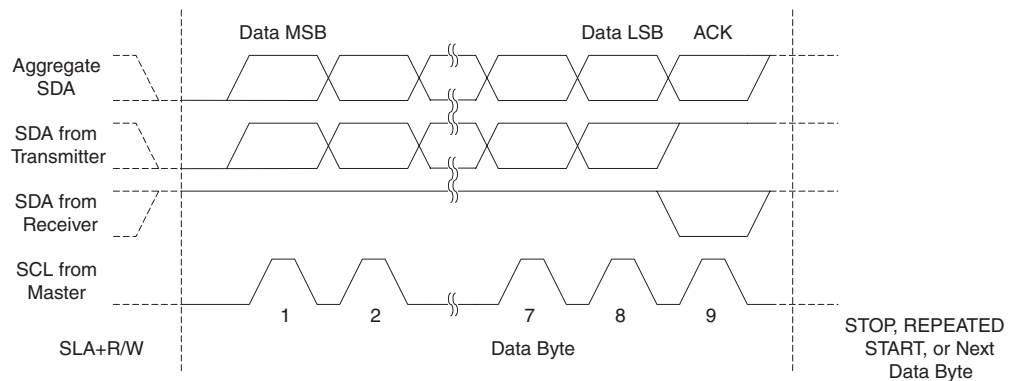 Data MSB
Data LSB
ACK
Aggregate
SDA
SDA from
Transmitter
SDA from
Receiver
SCL from
Master
1
2
7
8
9
SLA+R/W
Data Byte
STOP, REPEATED
START, or Next
Data Byte